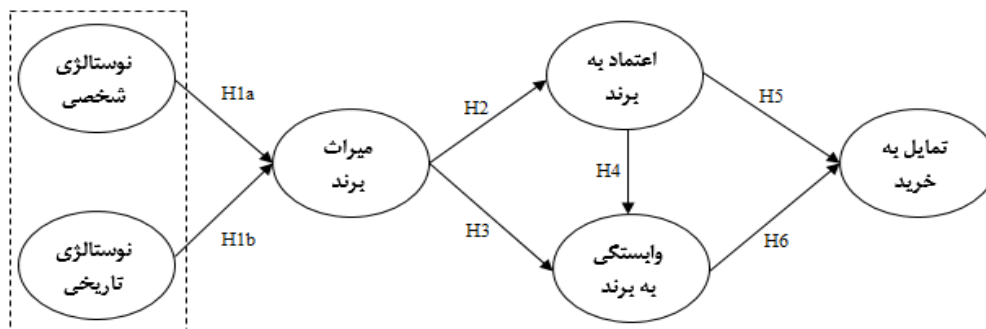 نوستالژی
شخصی
H1a
نوستالژی
تاریخی
H1b
میراث
برند
H2
H3
اعتماد به
برند
H4
وابستگی
به برند
H5
H6
تمایل به
خرید